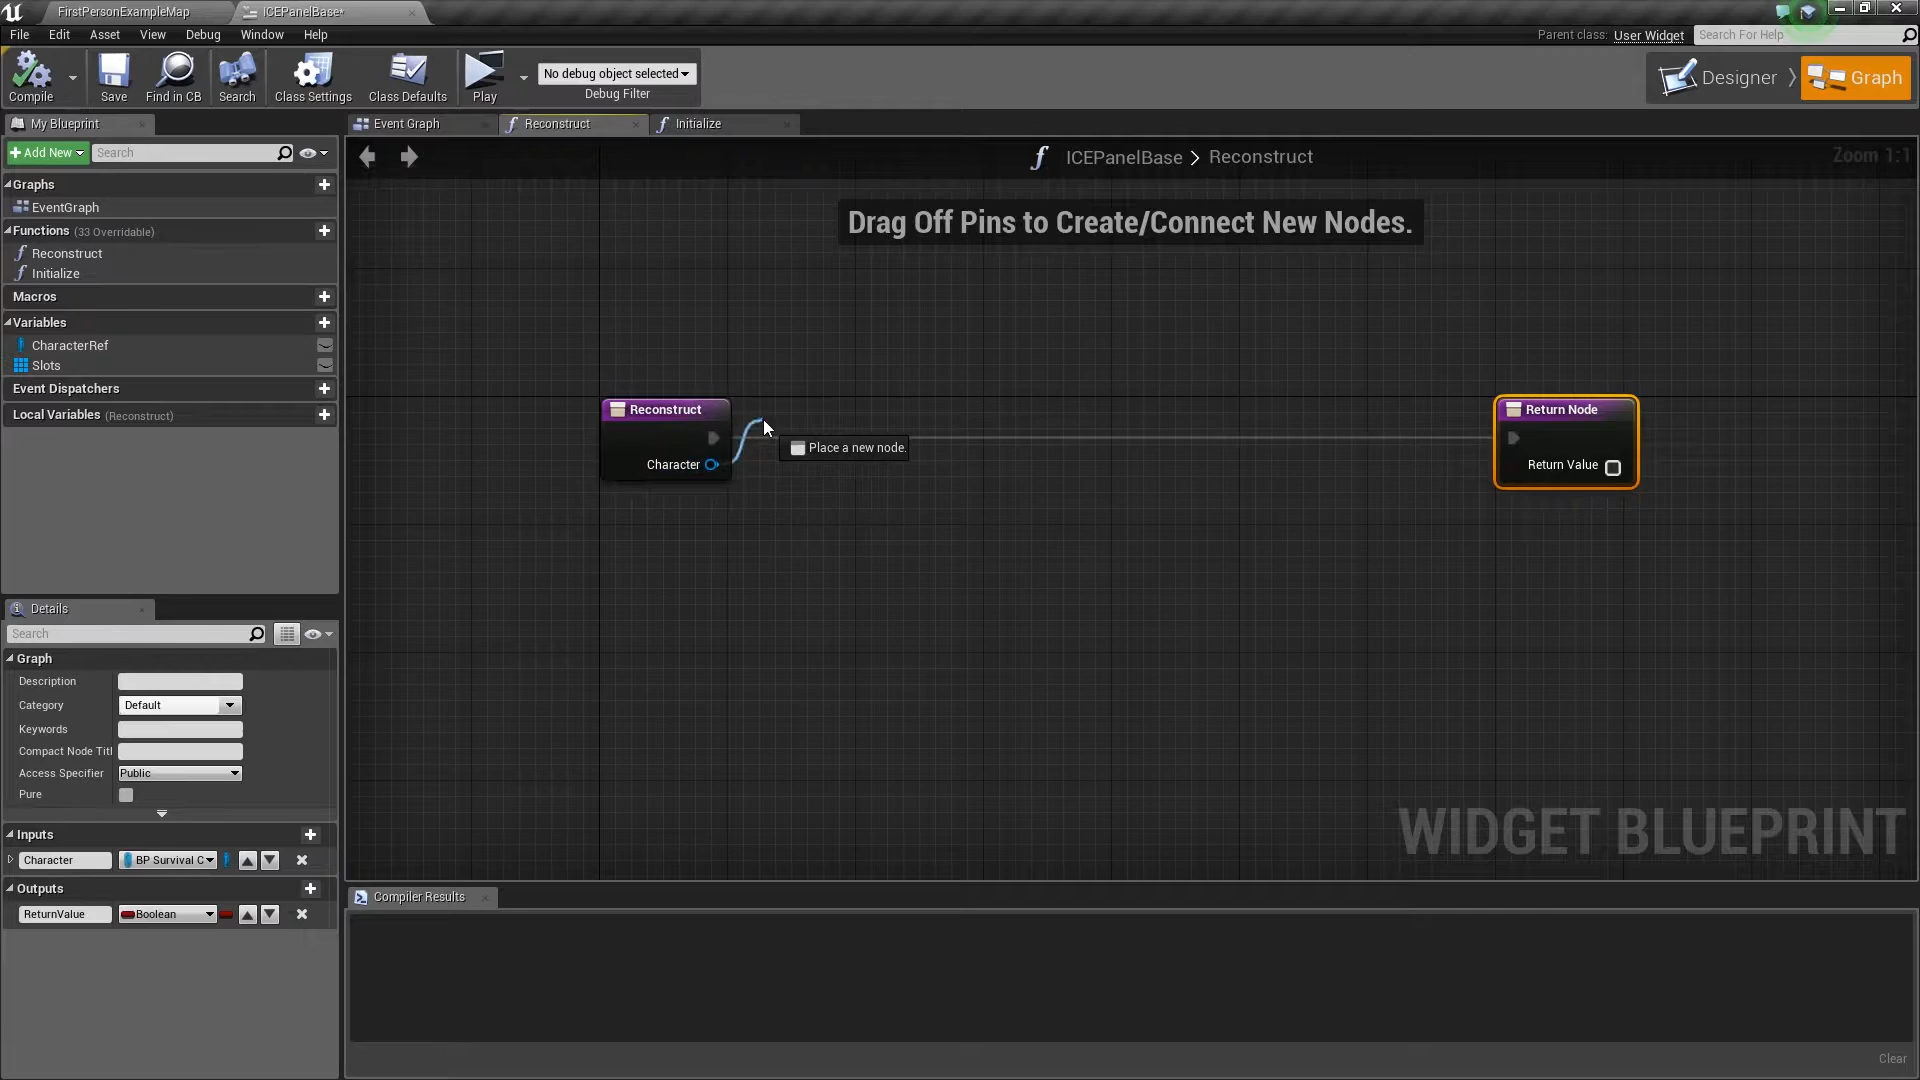 FirstPersonExampleMap
ICEPanelBase*
File Edit Asset View Debug Window Help
Parent class: User Widget
Search For Help
Compile
Save
Find in CB
Search
Class Settings
Class Defaults
Play
No debug object selected
Debug Filter
Designer
Graph
My Blueprint
Event Graph
Reconstruct
Initialize
+ Add New
Search
ICEPanelBase > Reconstruct
Zoom 1:1
Graphs
EventGraph
Functions (33 Overridable)
Reconstruct
Initialize
Macros
Variables
CharacterRef
Slots
Event Dispatchers
Local Variables (Reconstruct)
Drag Off Pins to Create/Connect New Nodes.
Reconstruct
Character
Place a new node.
Return Node
Return Value
Details
Search
Graph
Description
Category Default
Keywords
Compact Node Titl
Access Specifier Public
Pure
Inputs
Character BP Survival C
Outputs
ReturnValue Boolean
WIDGET BLUEPRINT
Compiler Results
Clear